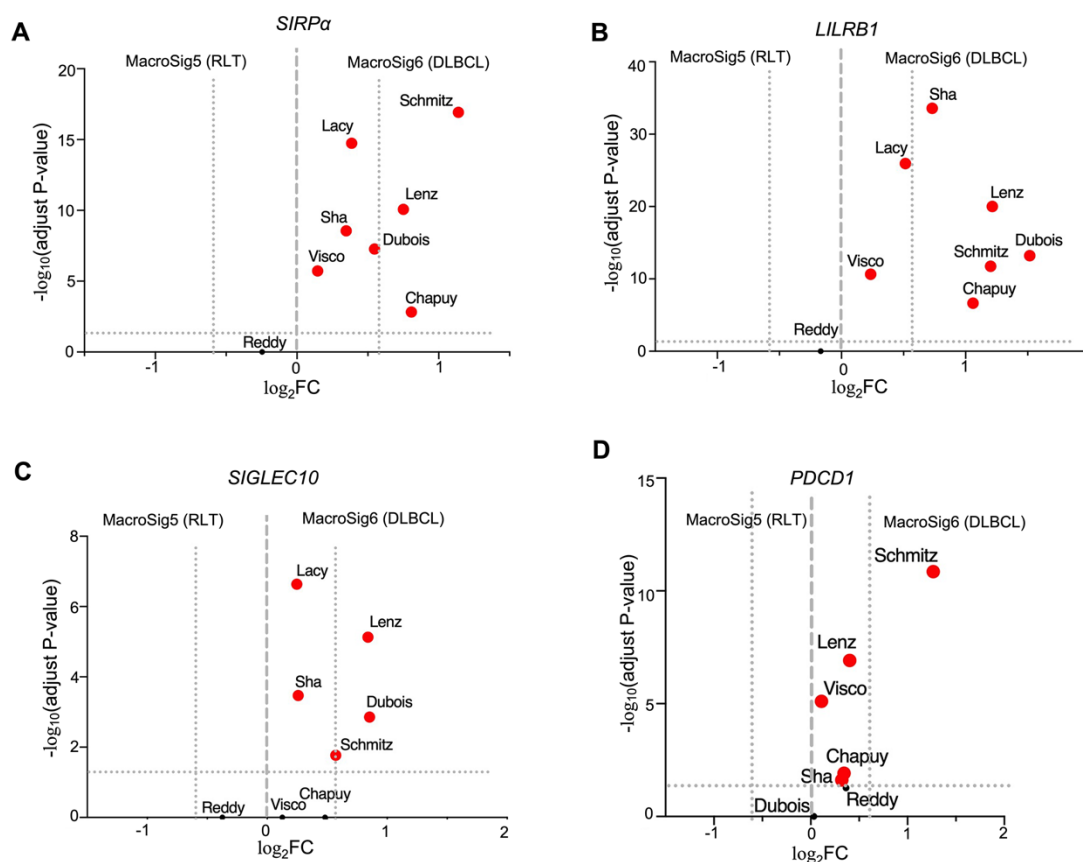 A
SIRPα
MacroSig5 (RLT)
MacroSig6 (DLBCL)
20
15
10
5
0
-log10(adjust P-value)
Schmitz
Lacy
Lenz
Sha
Dubois
Visco
Chapuy
Reddy
-1
0
1
log2FC
B
LILRB1
MacroSig5 (RLT)
MacroSig6 (DLBCL)
40
30
20
10
0
-log10(adjust P-value)
Sha
Lacy
Lenz
Dubois
Schmitz
Visco
Chapuy
Reddy
-1
0
1
log2FC
C
SIGLEC10
MacroSig5 (RLT)
MacroSig6 (DLBCL)
8
6
4
2
0
-log10(adjust P-value)
Lacy
Lenz
Sha
Dubois
Schmitz
Chapuy
Reddy
Visco
-1
0
1
2
log2FC
D
PDCD1
MacroSig5 (RLT)
MacroSig6 (DLBCL)
15
10
5
0
-log10(adjust P-value)
Schmitz
Lenz
Visco
Chapuy
Sha
Reddy
Dubois
-1
0
1
2
log2FC